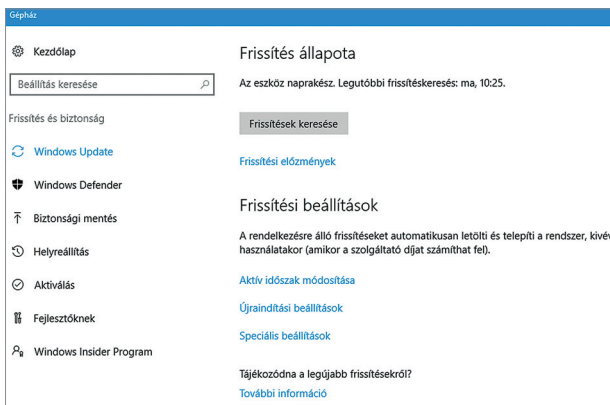 Gépház
Kezdőlap
Beállítás keresése
Frissítés és biztonság
Windows Update
Windows Defender
Biztonsági mentés
Helyreállítás
Aktiválás
Fejlesztőknek
Windows Insider Program
Frissítés állapota
Az eszköz naprakész. Legutóbbi frissítéskeresés: ma, 10:25.
Frissítések keresése
Frissítési előzmények
Frissítési beállítások
A rendelkezésre álló frissítéseket automatikusan letölti és telepíti a rendszer, kivév
használatakor (amikor a szolgáltató díjat számíthat fel).
Aktív időszak módosítása
Újraindítási beállítások
Speciális beállítások
Tájékozódna a legújabb frissítésekről?
További információ